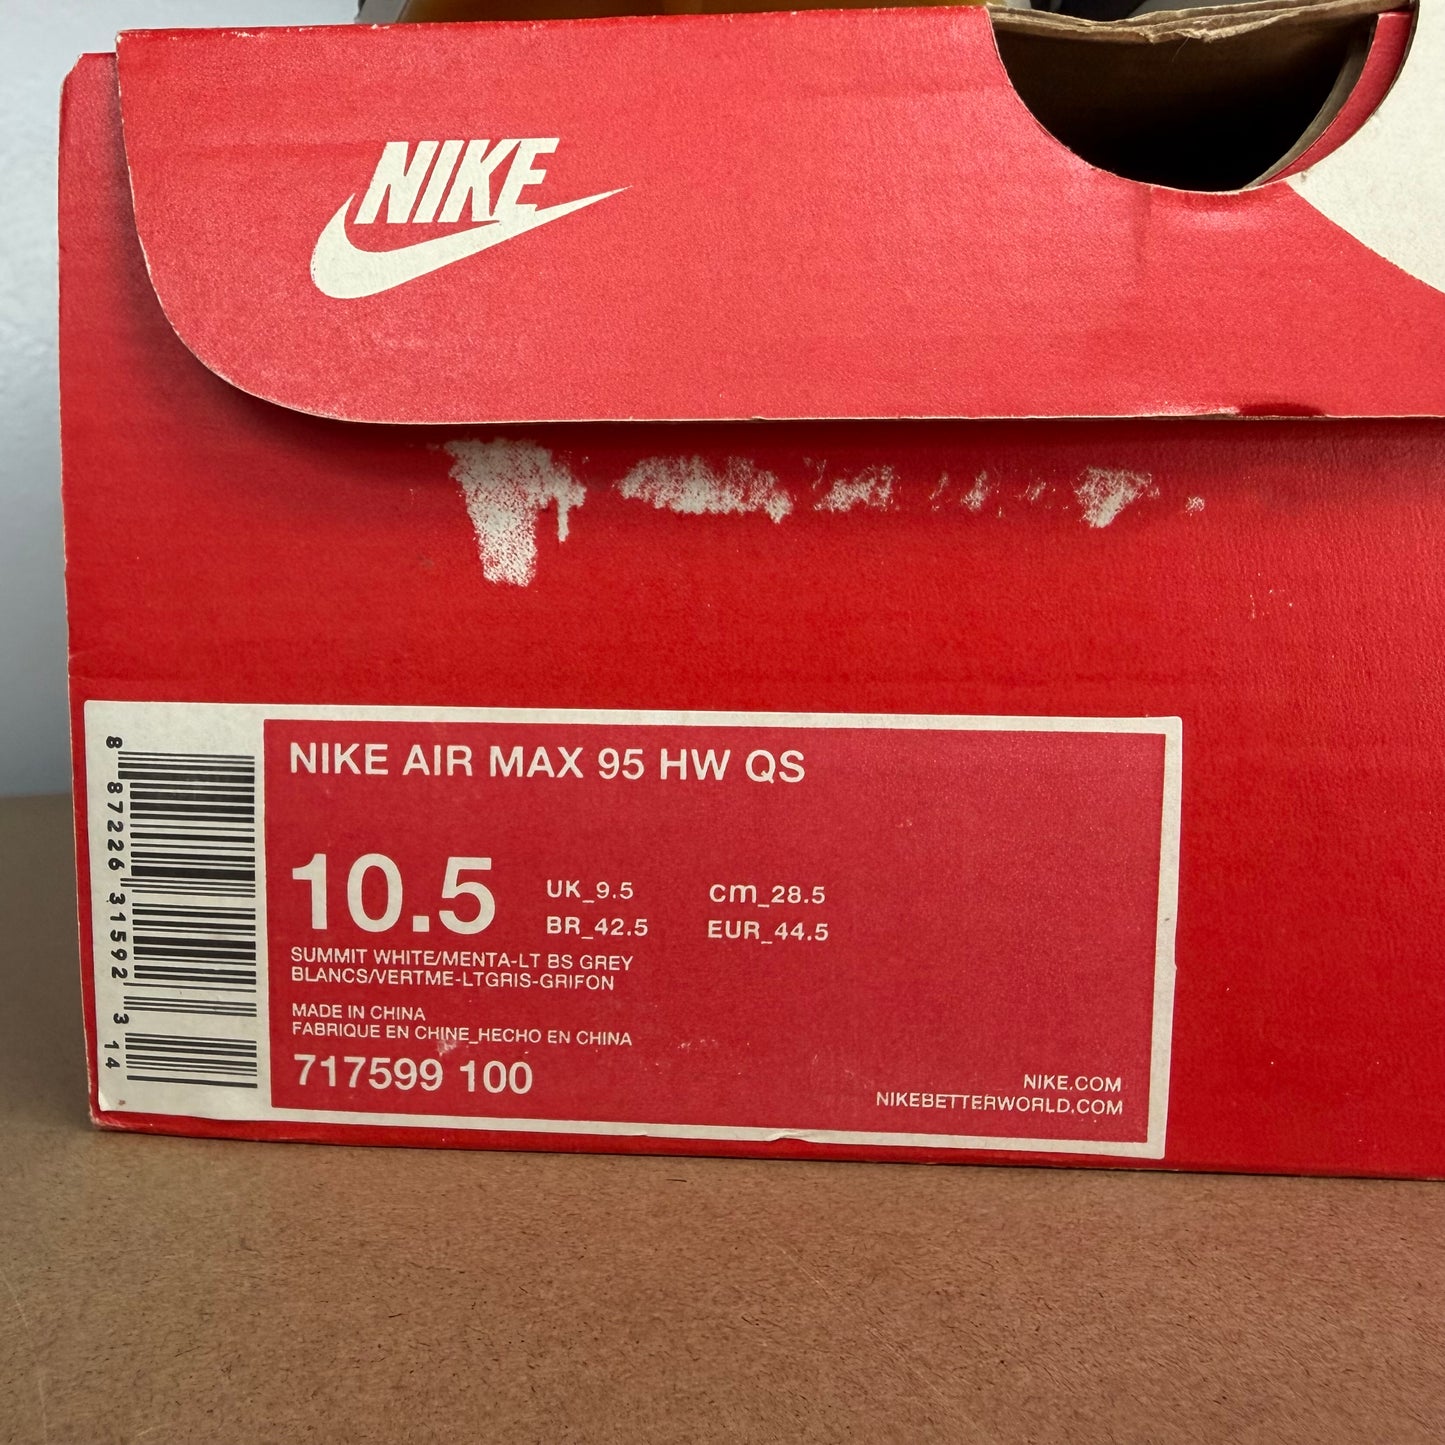 NIKE
NIKE AIR MAX 95 HW QS
10.5
UK_9.5 cm_28.5
BR_42.5 EUR_44.5
SUMMIT WHITE/MENTA-LT BS GREY
BLANCS/VERTME-LTGRIS-GRIFON
MADE IN CHINA
FABRIQUE EN CHINE_HECHO EN CHINA
717599 100
NIKE.COM
NIKEBETTERWORLD.COM
8 87226 31592 3 14